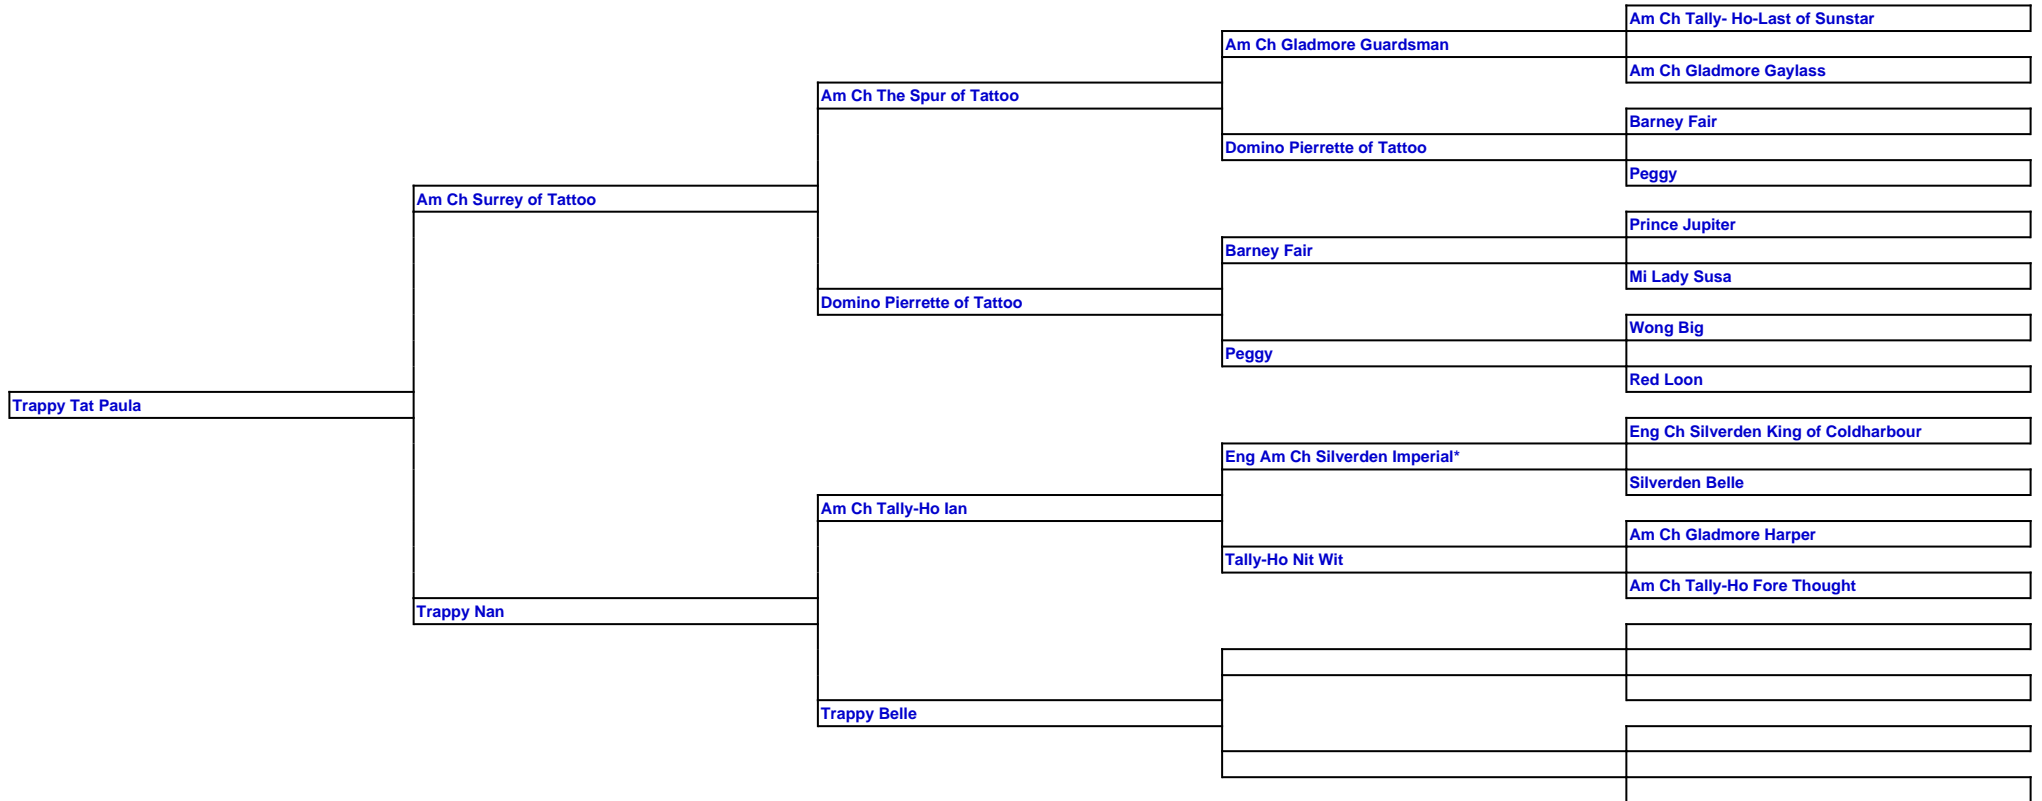 Am Ch Tally- Ho-Last of Sunstar
Am Ch Gladmore Guardsman
Am Ch Gladmore Gaylass
Am Ch The Spur of Tattoo
Barney Fair
Domino Pierrette of Tattoo
Peggy
Am Ch Surrey of Tattoo
Prince Jupiter
Barney Fair
Mi Lady Susa
Domino Pierrette of Tattoo
Wong Big
Peggy
Red Loon
Trappy Tat Paula
Eng Ch Silverden King of Coldharbour
Eng Am Ch Silverden Imperial*
Silverden Belle
Am Ch Tally-Ho Ian
Am Ch Gladmore Harper
Tally-Ho Nit Wit
Am Ch Tally-Ho Fore Thought
Trappy Nan
Trappy Belle